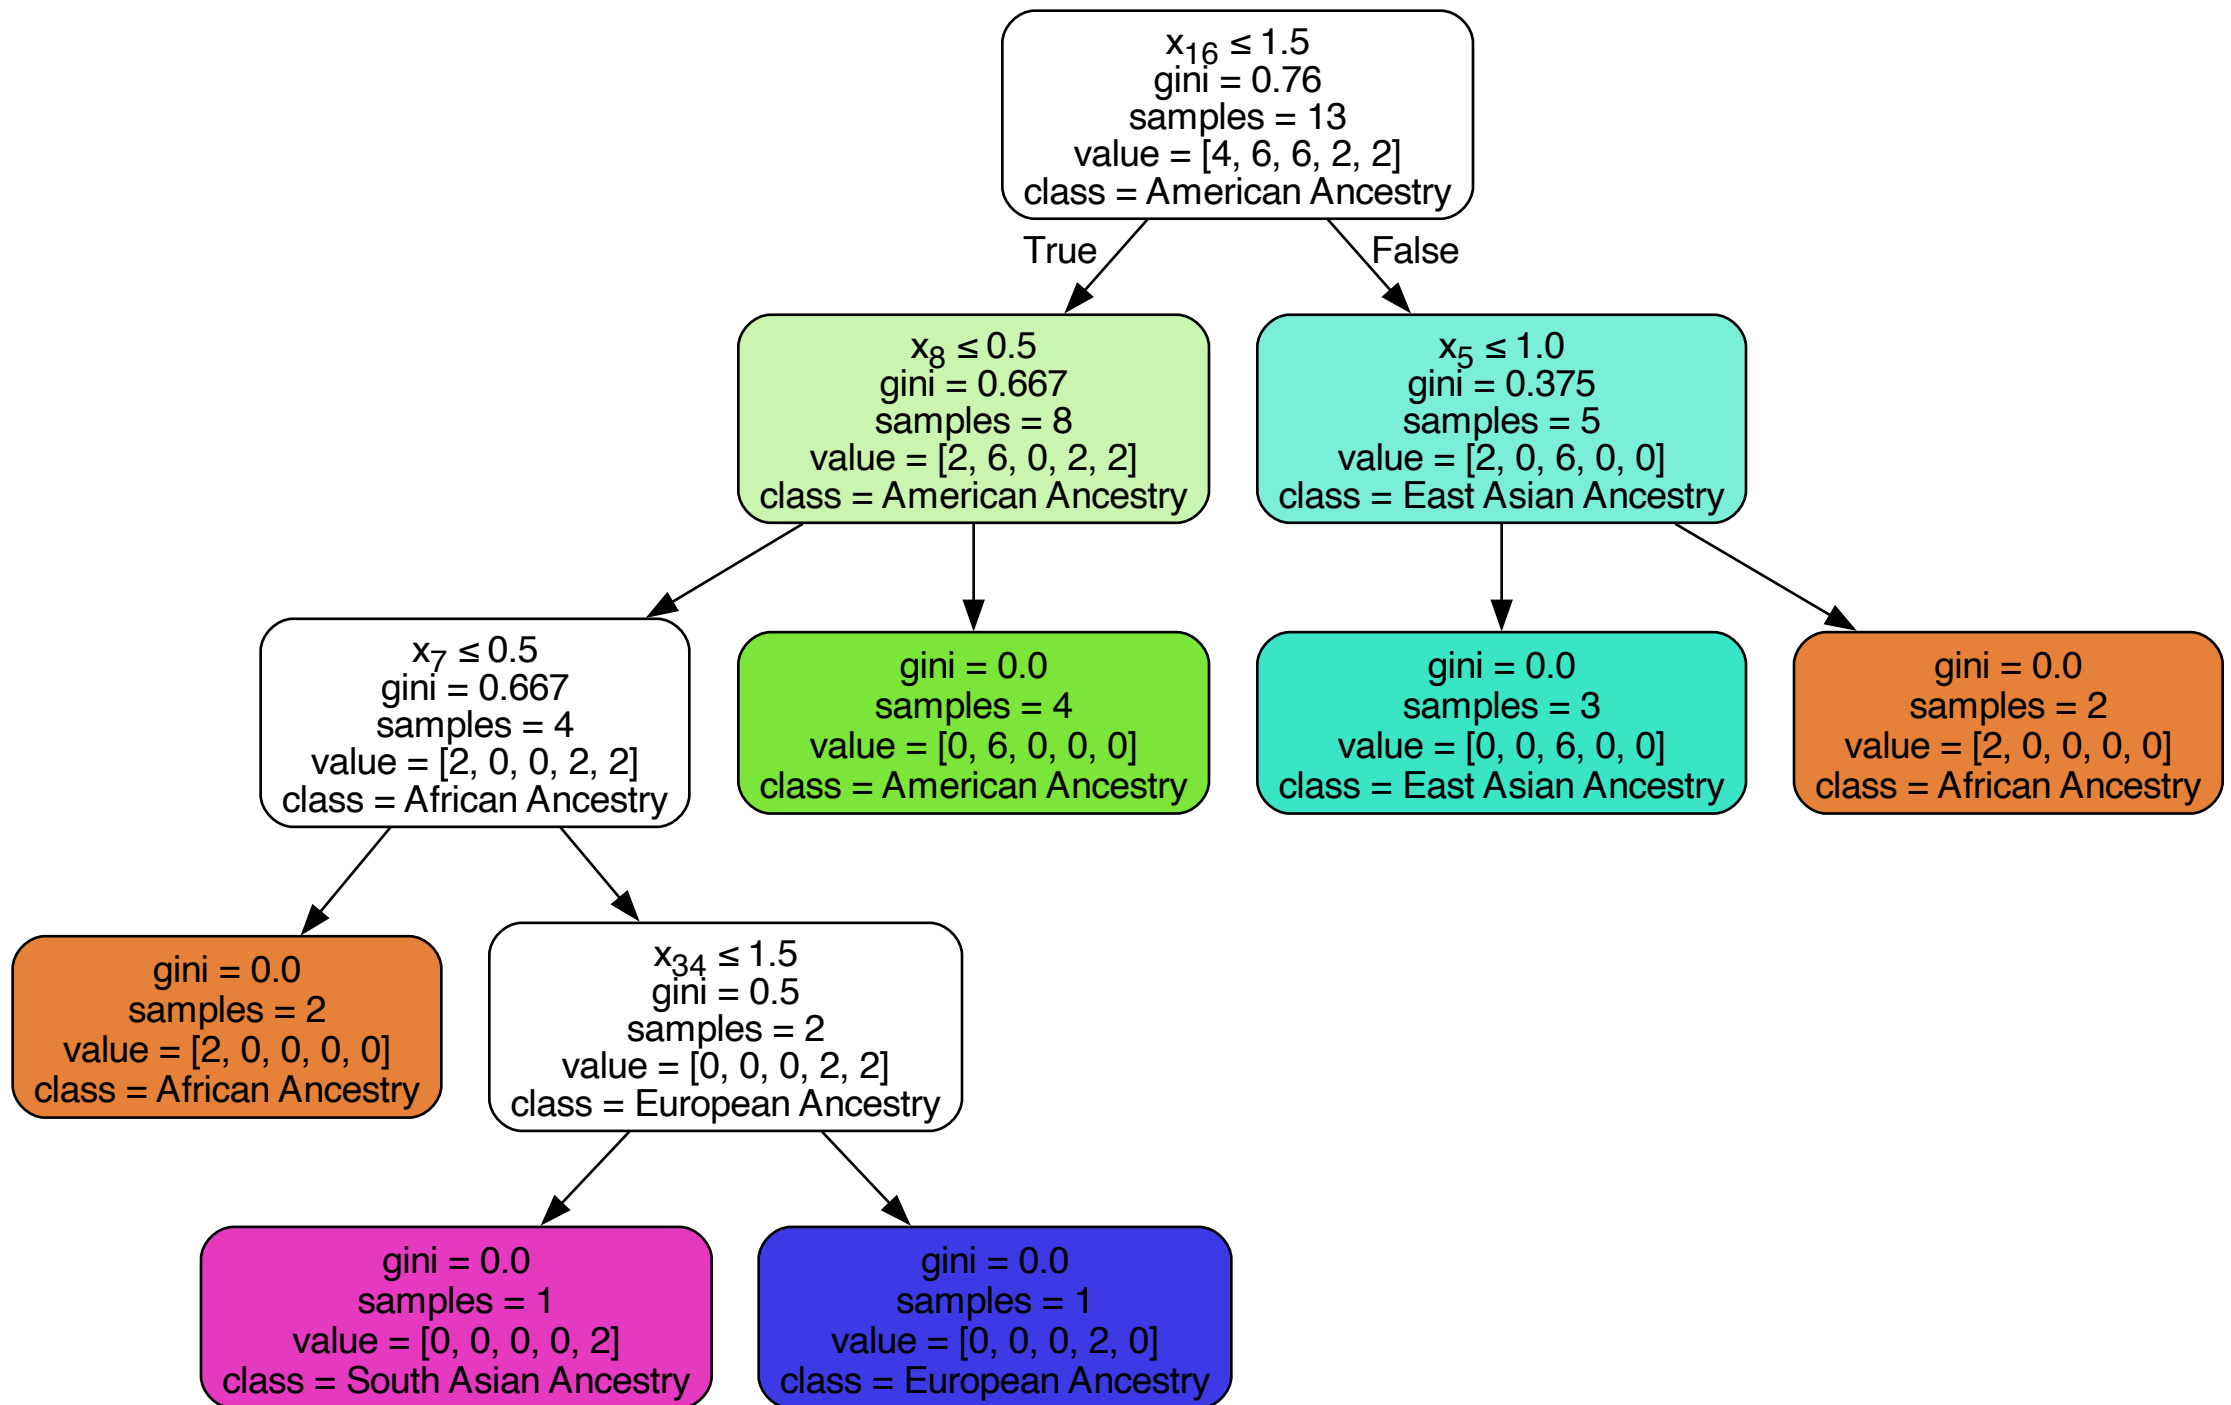 x16 ≤ 1.5
gini = 0.76
samples = 13
value = [4, 6, 6, 2, 2]
class = American Ancestry
True
False
x8 ≤ 0.5
gini = 0.667
samples = 8
value = [2, 6, 0, 2, 2]
class = American Ancestry
x5 ≤ 1.0
gini = 0.375
samples = 5
value = [2, 0, 6, 0, 0]
class = East Asian Ancestry
x7 ≤ 0.5
gini = 0.667
samples = 4
value = [2, 0, 0, 2, 2]
class = African Ancestry
gini = 0.0
samples = 4
value = [0, 6, 0, 0, 0]
class = American Ancestry
gini = 0.0
samples = 3
value = [0, 0, 6, 0, 0]
class = East Asian Ancestry
gini = 0.0
samples = 2
value = [2, 0, 0, 0, 0]
class = African Ancestry
gini = 0.0
samples = 2
value = [2, 0, 0, 0, 0]
class = African Ancestry
x34 ≤ 1.5
gini = 0.5
samples = 2
value = [0, 0, 0, 2, 2]
class = European Ancestry
gini = 0.0
samples = 1
value = [0, 0, 0, 0, 2]
class = South Asian Ancestry
gini = 0.0
samples = 1
value = [0, 0, 0, 2, 0]
class = European Ancestry